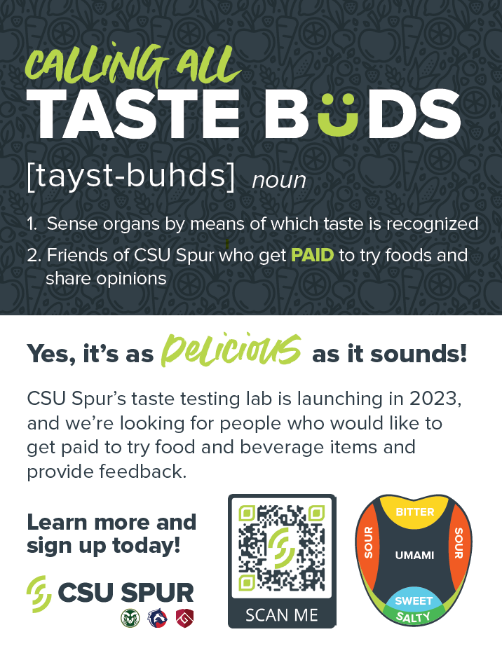 CALLING ALL
TASTE BUDS
[tayst-buhds] noun
1. Sense organs by means of which taste is recognized
2. Friends of CSU Spur who get PAID to try foods and
share opinions
Yes, it's as Delicious as it sounds!
CSU Spur's taste testing lab is launching in 2023,
and we're looking for people who would like to
get paid to try food and beverage items and
provide feedback.
Learn more and
sign up today!
CSU SPUR
SCAN ME
BITTER
SOUR
UMAMI
SOUR
SWEET
SALTY